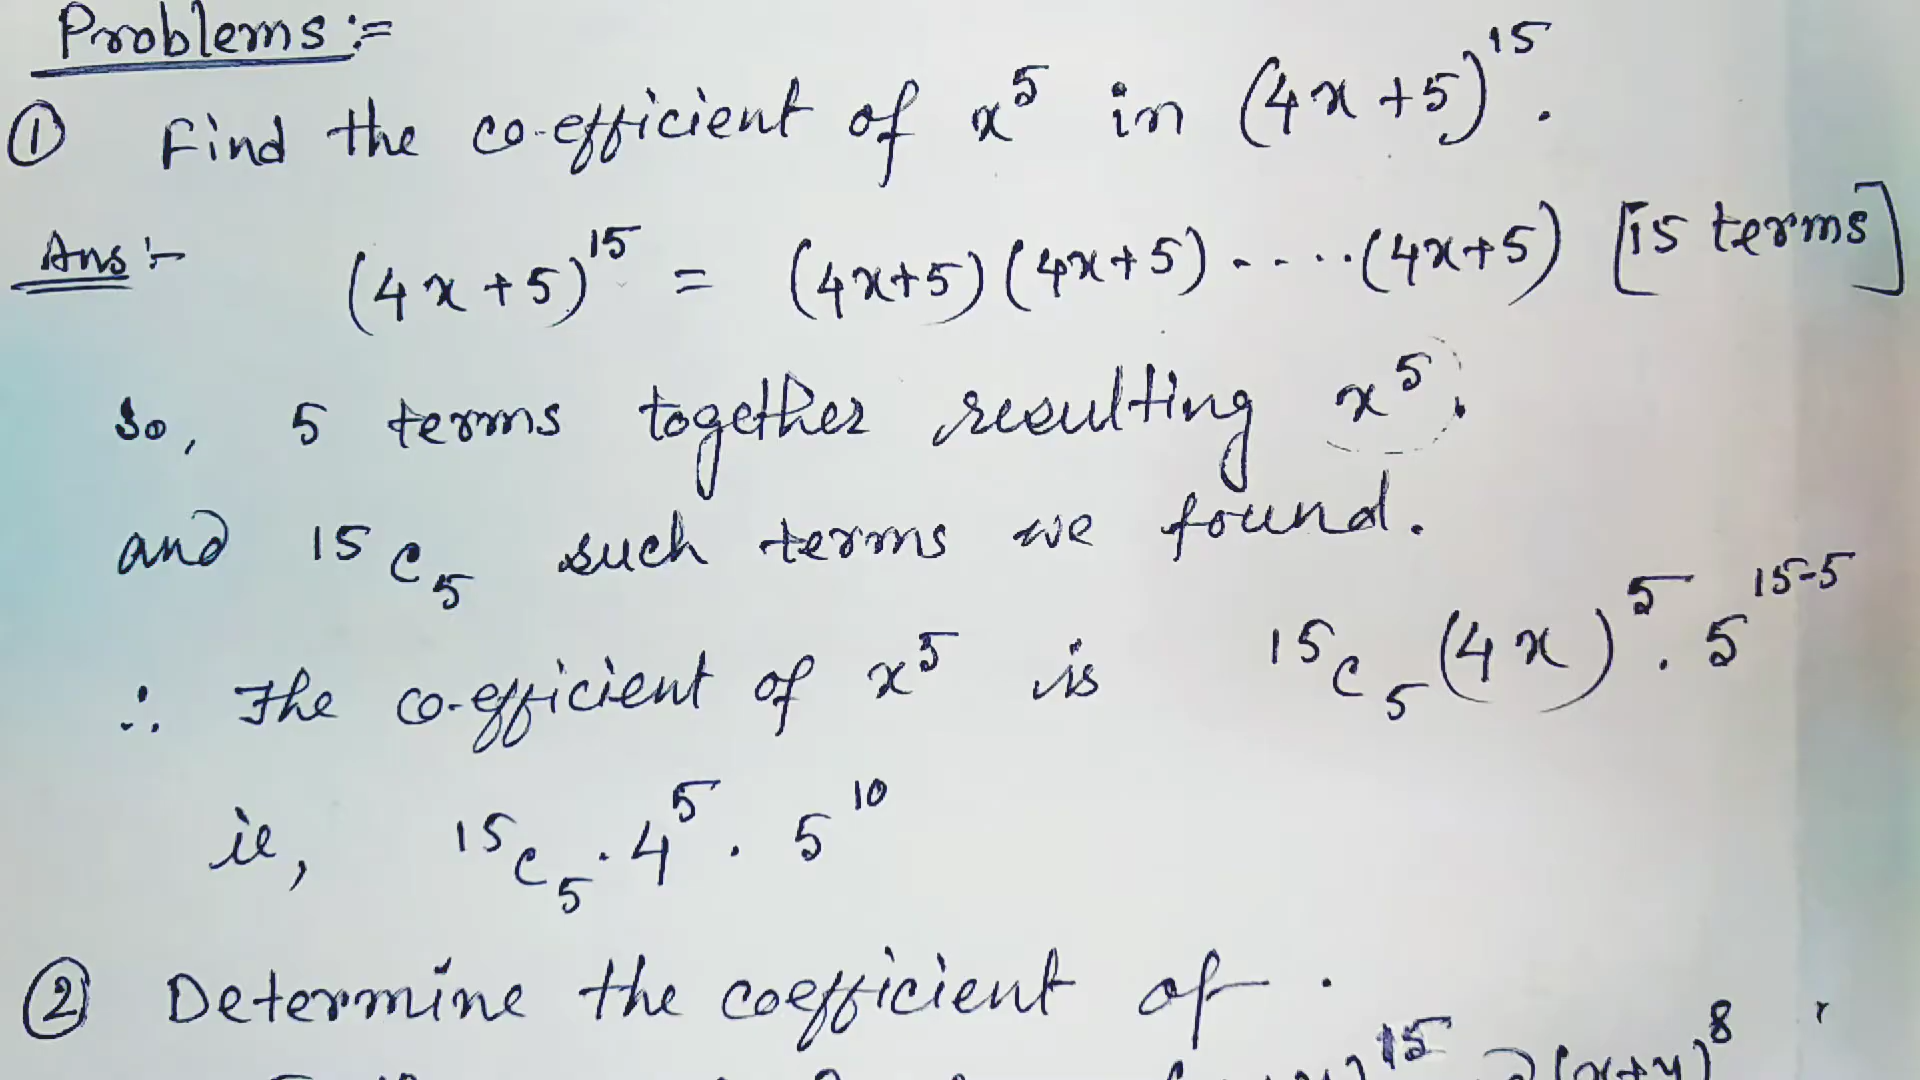 Problems :=
① Find the co-efficient of x⁵ in (4x+5)¹⁵.
Ans :- (4x+5)¹⁵ = (4x+5)(4x+5)-----(4x+5) [15 terms]
So, 5 terms together resulting x⁵.
and ¹⁵C₅ such terms we found.
∴ The co-efficient of x⁵ is ¹⁵C₅(4x)⁵. 5¹⁵⁻⁵
ie, ¹⁵C₅ . 4⁵ . 5¹⁰
② Determine the coefficient of